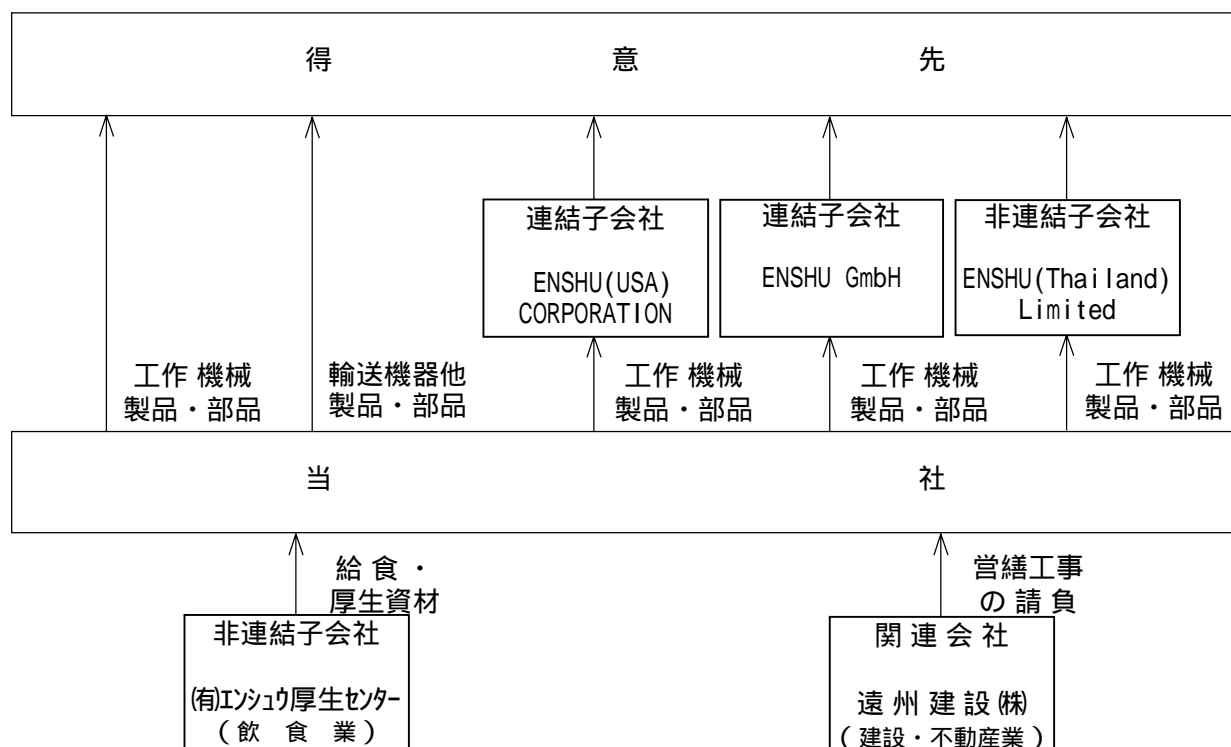 得 意 先
連結子会社
ENSHU(USA)
CORPORATION
連結子会社
ENSHU GmbH
非連結子会社
ENSHU(Thailand)
Limited
工作 機械
製品・部品
輸送機器他
製品・部品
工作 機械
製品・部品
工作 機械
製品・部品
工作 機械
製品・部品
当 社
給 食 ・
厚生資材
営繕工事
の 請 負
非連結子会社
㈲ｴﾝｼｭｳ厚生ｾﾝﾀｰ
( 飲 食 業 )
関 連 会 社
遠 州 建 設 ㈱
( 建設・不動産業 )